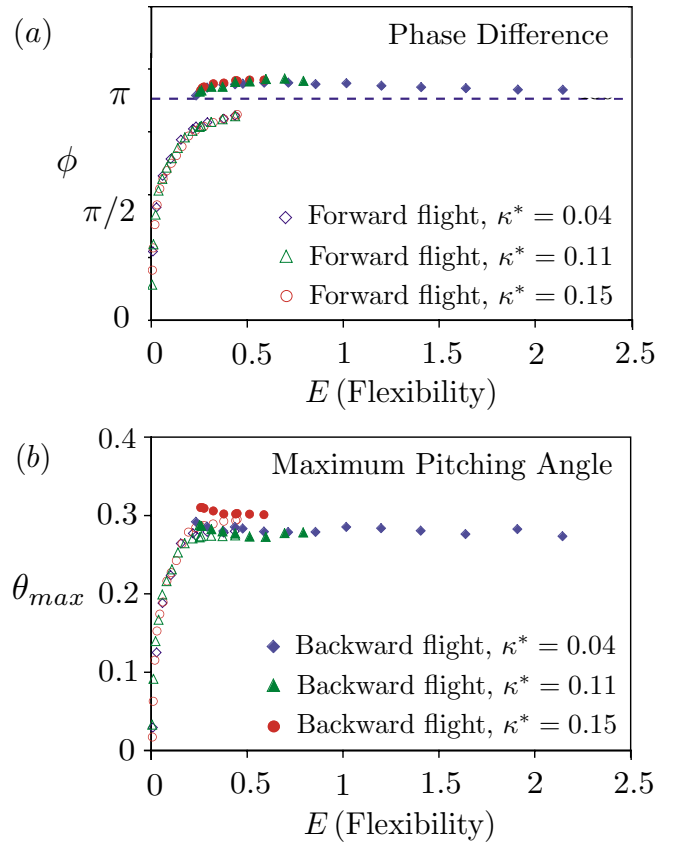 (a)
Phase Difference
π
ϕ
π/2
Forward flight, κ* = 0.04
Forward flight, κ* = 0.11
Forward flight, κ* = 0.15
0
0 0.5 1 1.5 2 2.5
E (Flexibility)
(b)
0.4
Maximum Pitching Angle
0.3
θmax
0.2
Backward flight, κ* = 0.04
0.1
Backward flight, κ* = 0.11
Backward flight, κ* = 0.15
0
0 0.5 1 1.5 2 2.5
E (Flexibility)